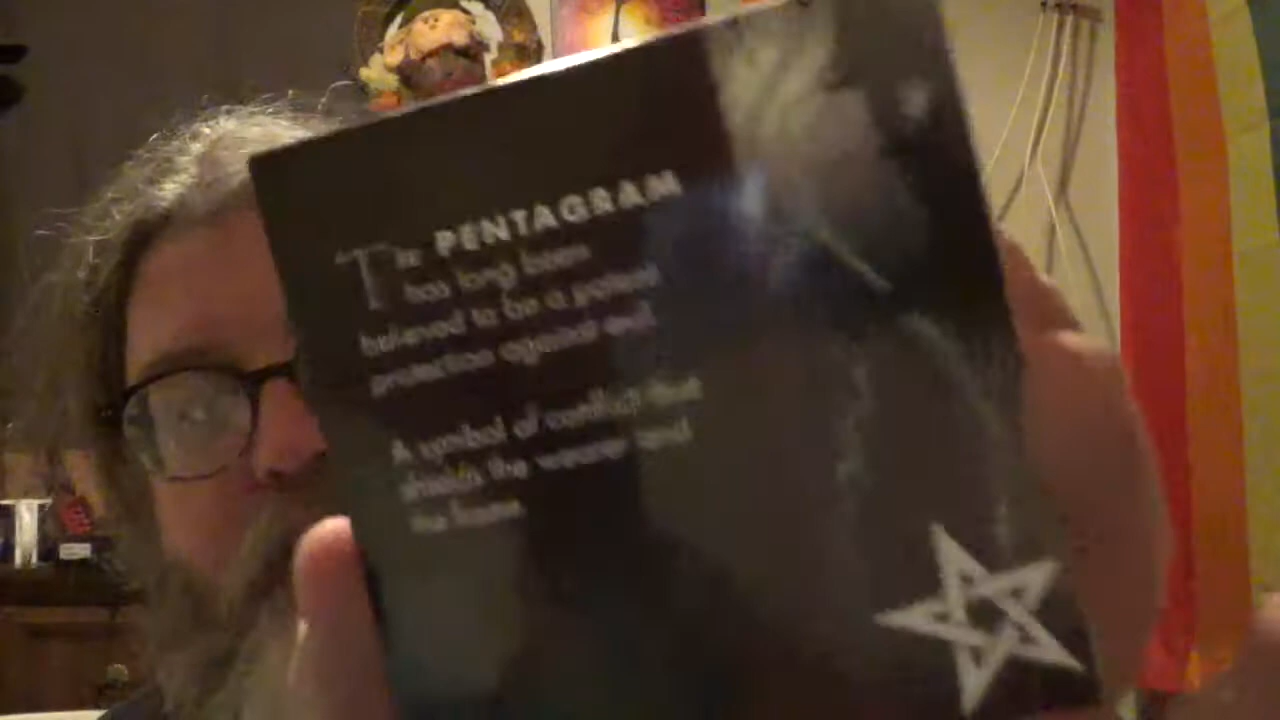 The PENTAGRAM
has long been
believed to be a potent
protection against evil
A symbol of conflict that
shields the wearer and
the home